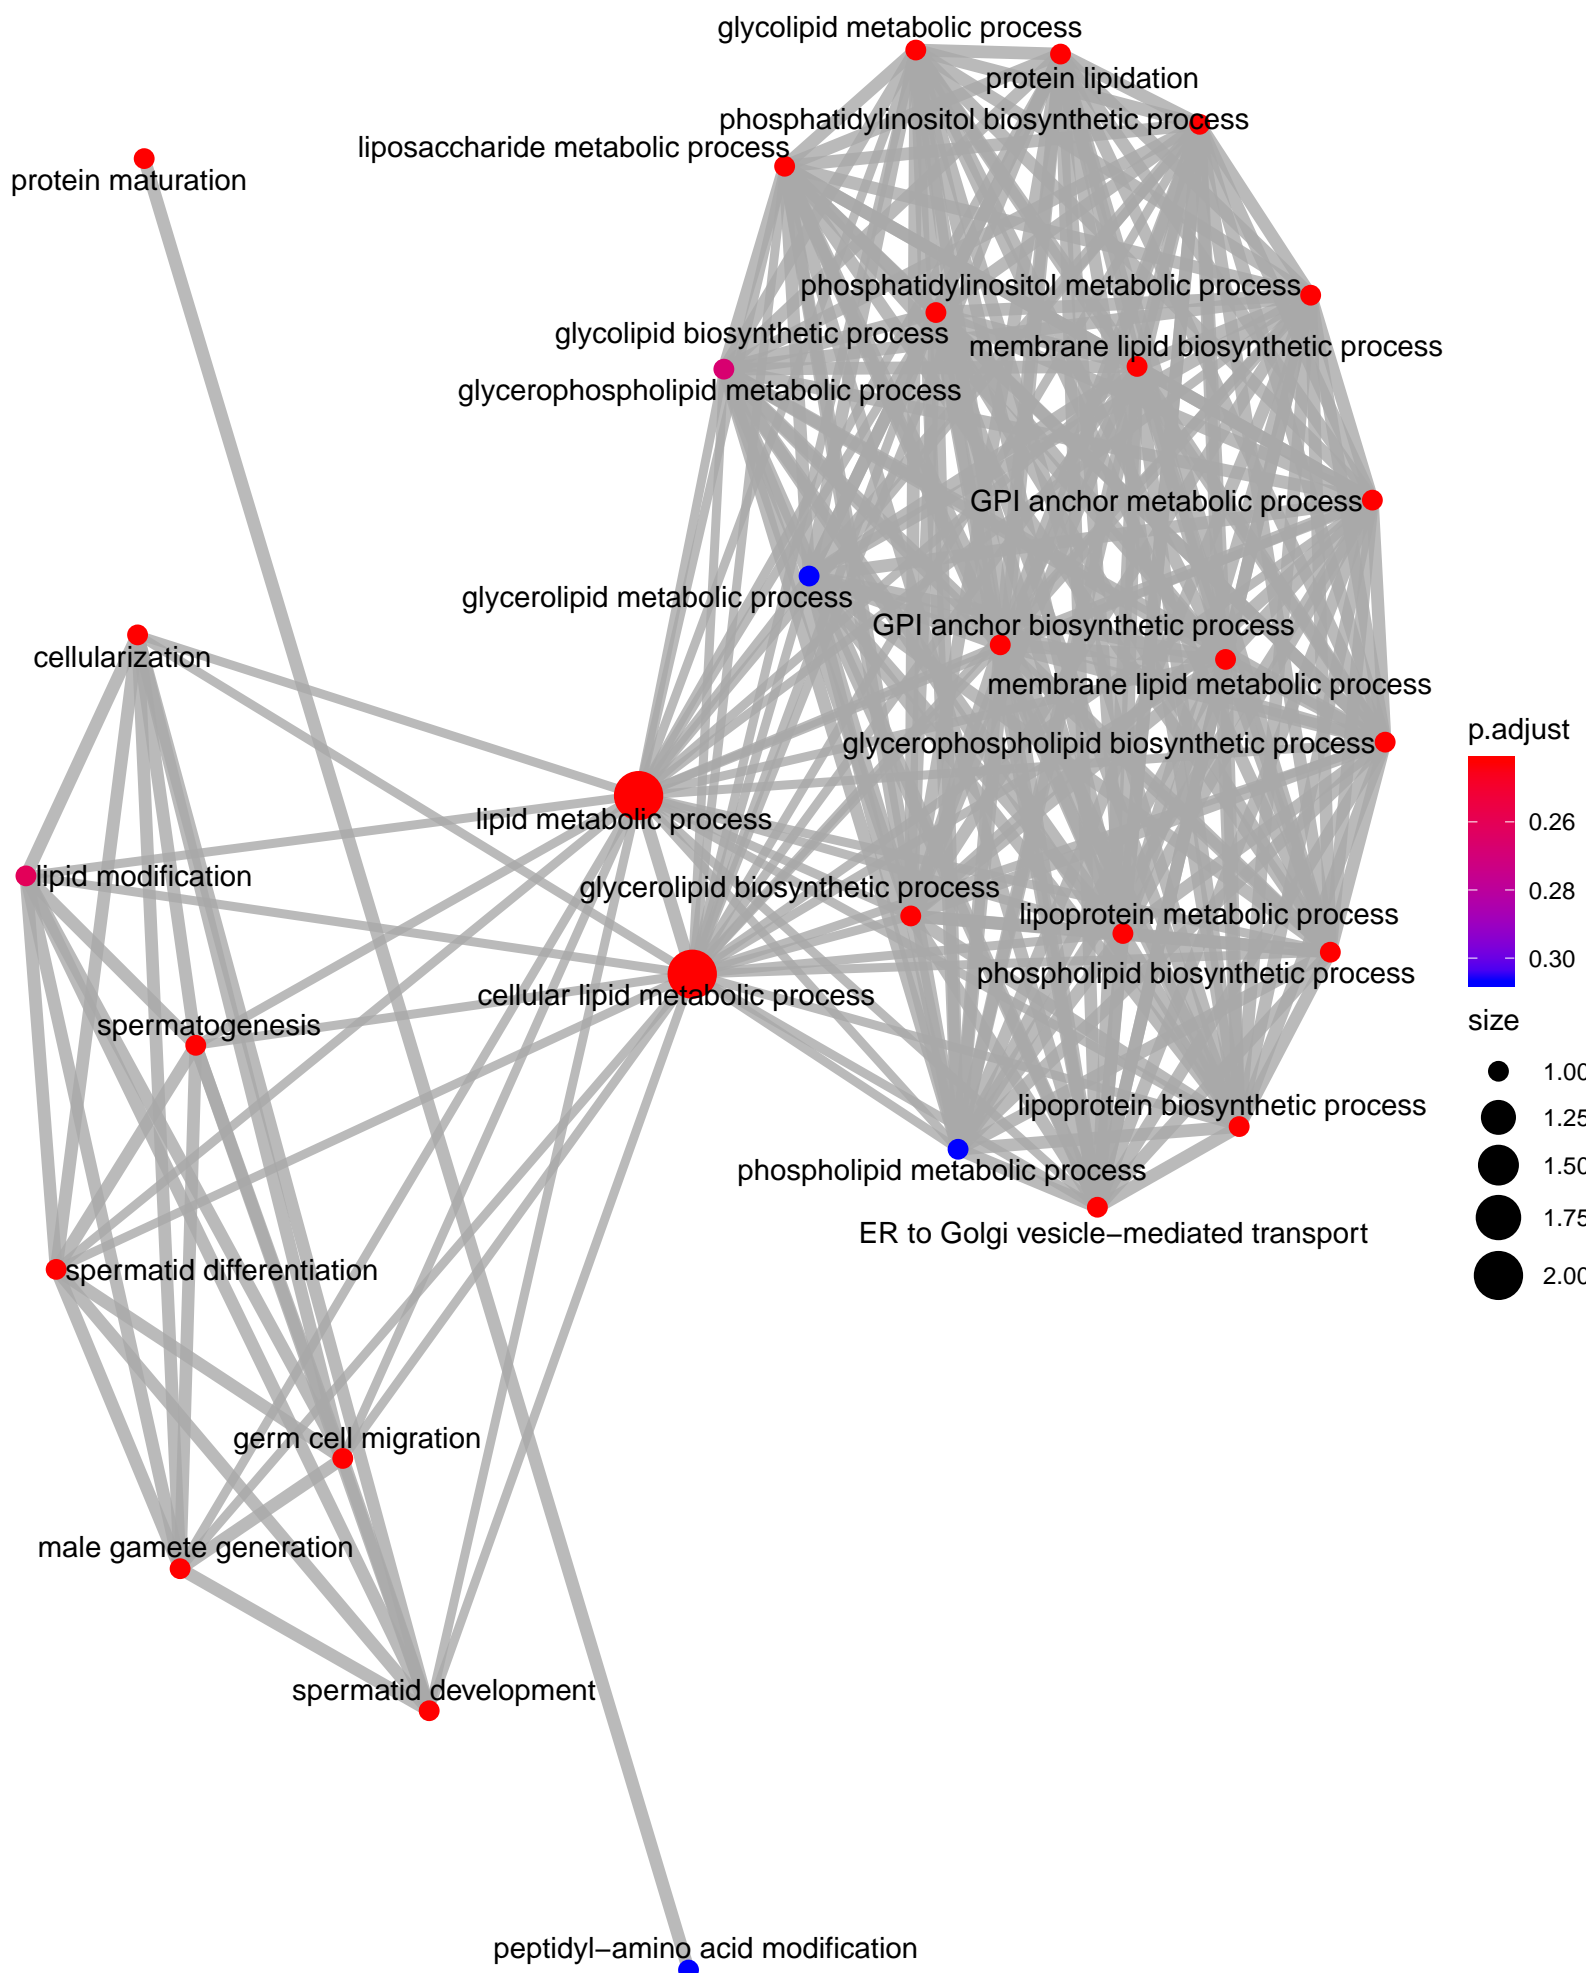 glycolipid metabolic process
protein lipidation
phosphatidylinositol biosynthetic process
liposaccharide metabolic process
protein maturation
phosphatidylinositol metabolic process
glycolipid biosynthetic process
membrane lipid biosynthetic process
glycerophospholipid metabolic process
GPI anchor metabolic process
glycerolipid metabolic process
GPI anchor biosynthetic process
cellularization
membrane lipid metabolic process
glycerophospholipid biosynthetic process
lipid metabolic process
lipid modification
glycerolipid biosynthetic process
lipoprotein metabolic process
phospholipid biosynthetic process
cellular lipid metabolic process
spermatogenesis
lipoprotein biosynthetic process
phospholipid metabolic process
ER to Golgi vesicle−mediated transport
spermatid differentiation
germ cell migration
male gamete generation
spermatid development
peptidyl−amino acid modification
p.adjust
0.26
0.28
0.30
size
1.00
1.25
1.50
1.75
2.00